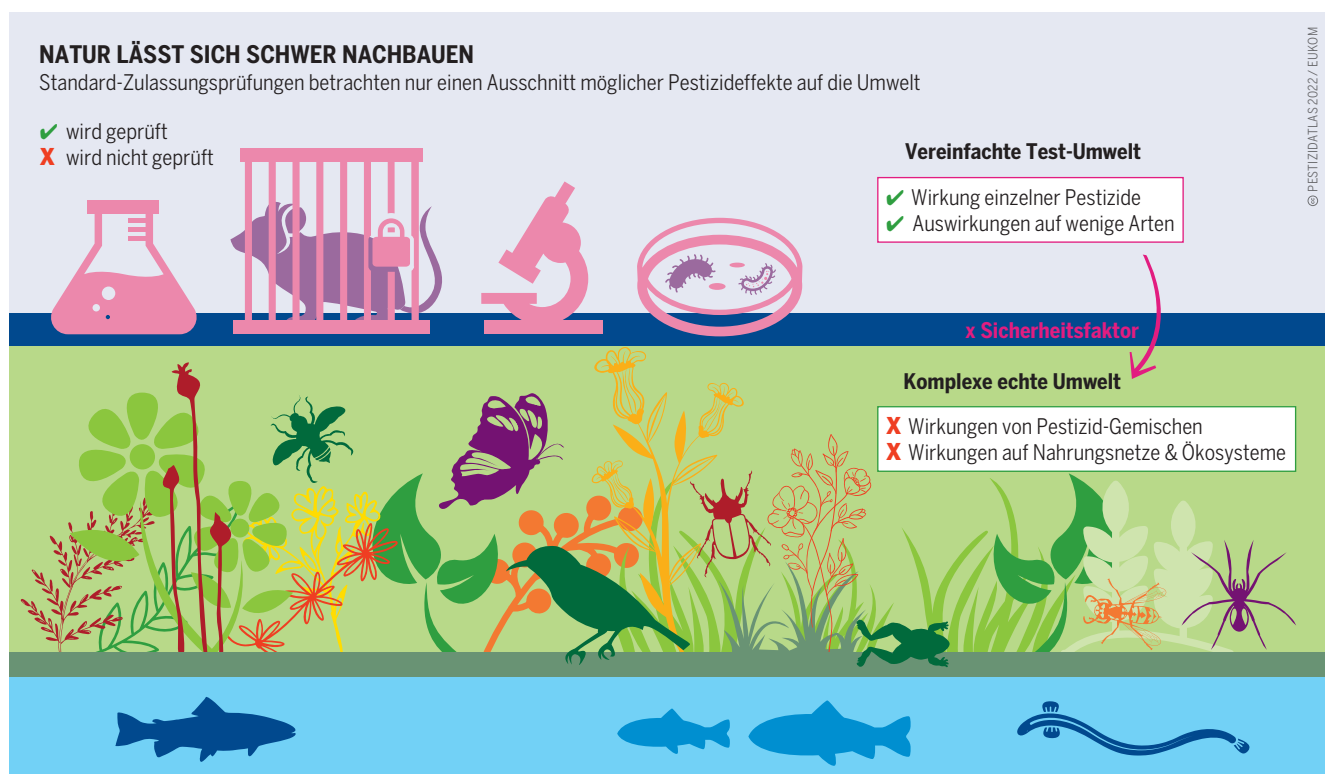 NATUR LÄSST SICH SCHWER NACHBAUEN
Standard-Zulassungsprüfungen betrachten nur einen Ausschnitt möglicher Pestizideffekte auf die Umwelt
✔ wird geprüft
X wird nicht geprüft
Vereinfachte Test-Umwelt
✔ Wirkung einzelner Pestizide
✔ Auswirkungen auf wenige Arten
x Sicherheitsfaktor
Komplexe echte Umwelt
X Wirkungen von Pestizid-Gemischen
X Wirkungen auf Nahrungsnetze & Ökosysteme
PESTIZIDATLAS 2022 / EUKOM